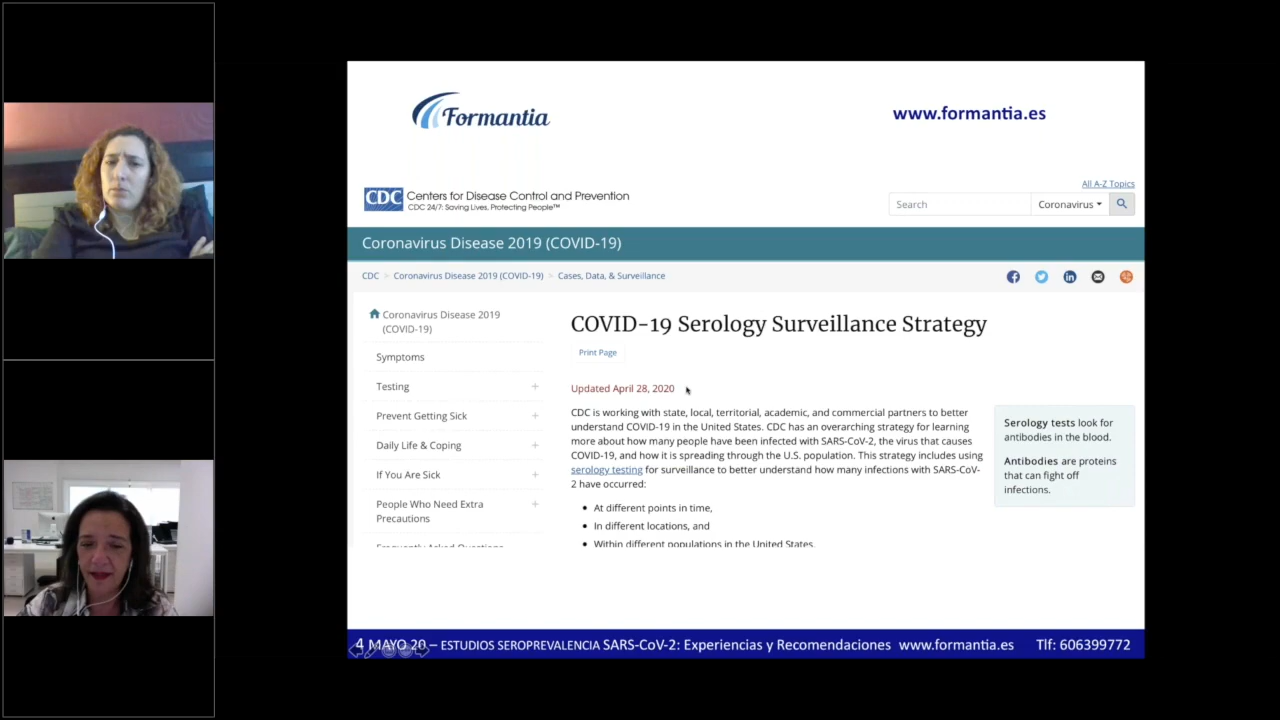 Formantia
www.formantia.es
All A-Z Topics
CDC Centers for Disease Control and Prevention
CDC 24/7: Saving Lives, Protecting People™
Search
Coronavirus
Coronavirus Disease 2019 (COVID-19)
CDC > Coronavirus Disease 2019 (COVID-19) > Cases, Data, & Surveillance
Coronavirus Disease 2019
(COVID-19)
Symptoms
Testing
Prevent Getting Sick
Daily Life & Coping
If You Are Sick
People Who Need Extra
Precautions
Frequently Asked Questions
COVID-19 Serology Surveillance Strategy
Print Page
Updated April 28, 2020
CDC is working with state, local, territorial, academic, and commercial partners to better
understand COVID-19 in the United States. CDC has an overarching strategy for learning
more about how many people have been infected with SARS-CoV-2, the virus that causes
COVID-19, and how it is spreading through the U.S. population. This strategy includes using
serology testing for surveillance to better understand how many infections with SARS-CoV-
2 have occurred:
• At different points in time,
• In different locations, and
• Within different populations in the United States.
Serology tests look for
antibodies in the blood.
Antibodies are proteins
that can fight off
infections.
4 MAYO 20 – ESTUDIOS SEROPREVALENCIA SARS-CoV-2: Experiencias y Recomendaciones www.formantia.es Tlf: 606399772